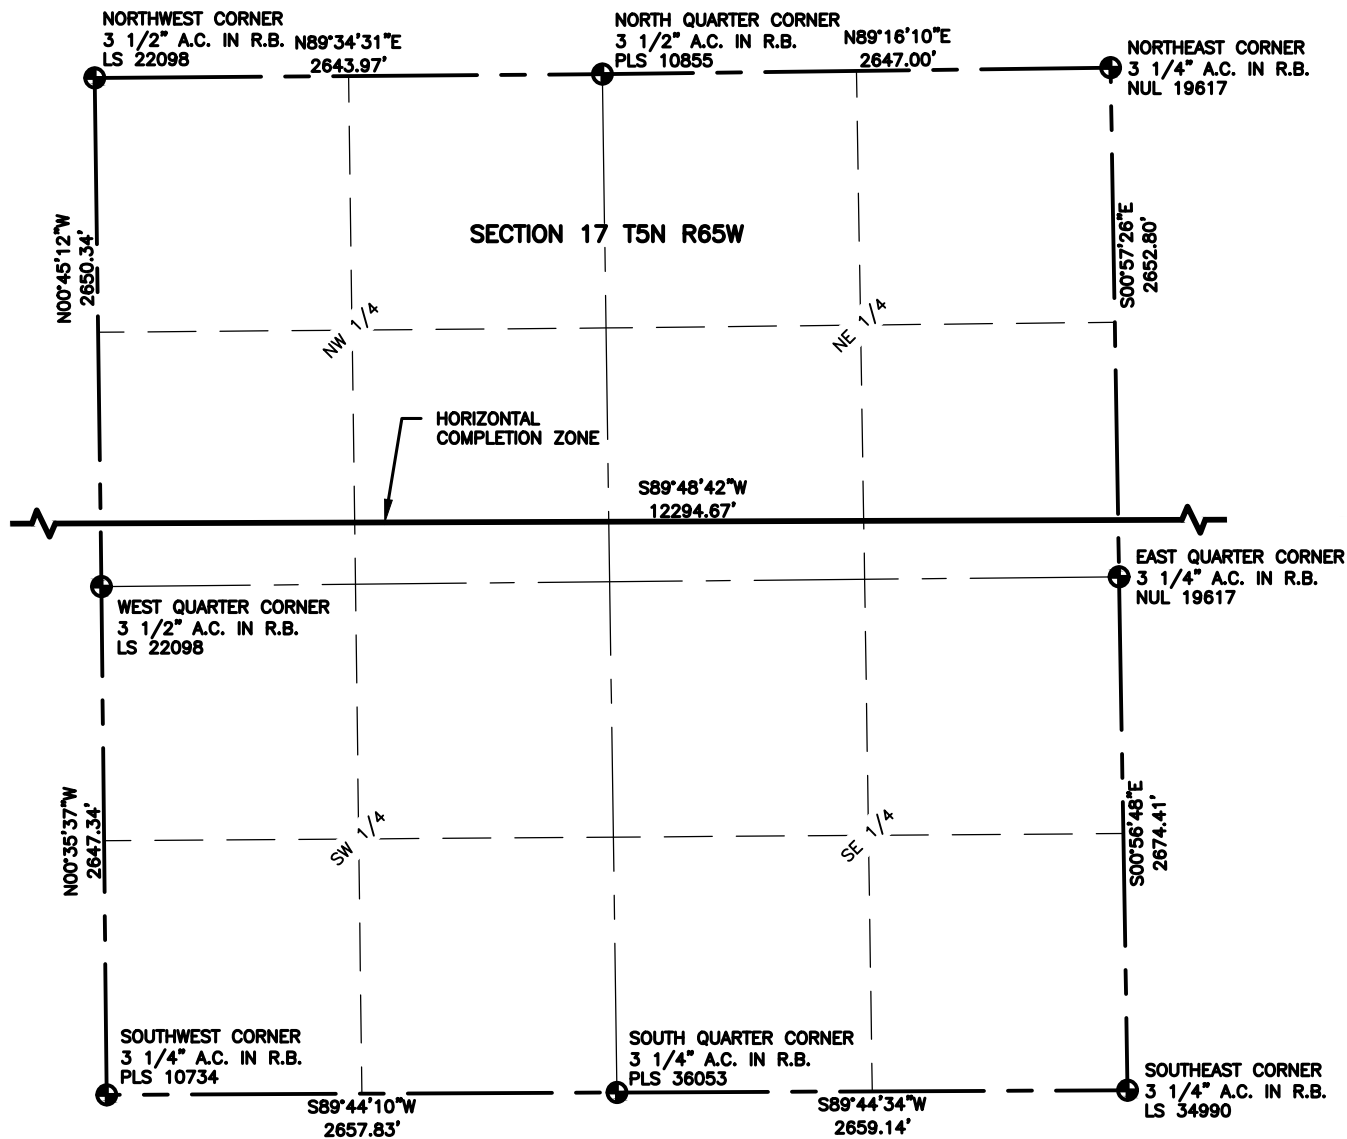 NORTHWEST CORNER
3 1/2" A.C. IN R.B.
LS 22098
N89°34'31"E
2643.97'
NORTH QUARTER CORNER
3 1/2" A.C. IN R.B.
PLS 10855
N89°16'10"E
2647.00'
NORTHEAST CORNER
3 1/4" A.C. IN R.B.
NUL 19617
N00°45'12"W
2650.34'
SECTION 17 T5N R65W
S00°57'26"E
2652.80'
NW 1/4
NE 1/4
HORIZONTAL
COMPLETION ZONE
S89°48'42"W
12294.67'
WEST QUARTER CORNER
3 1/2" A.C. IN R.B.
LS 22098
EAST QUARTER CORNER
3 1/4" A.C. IN R.B.
NUL 19617
N00°35'37"W
2647.34'
SW 1/4
SE 1/4
S00°56'48"E
2674.41'
SOUTHWEST CORNER
3 1/4" A.C. IN R.B.
PLS 10734
S89°44'10"W
2657.83'
SOUTH QUARTER CORNER
3 1/4" A.C. IN R.B.
PLS 36053
S89°44'34"W
2659.14'
SOUTHEAST CORNER
3 1/4" A.C. IN R.B.
LS 34990